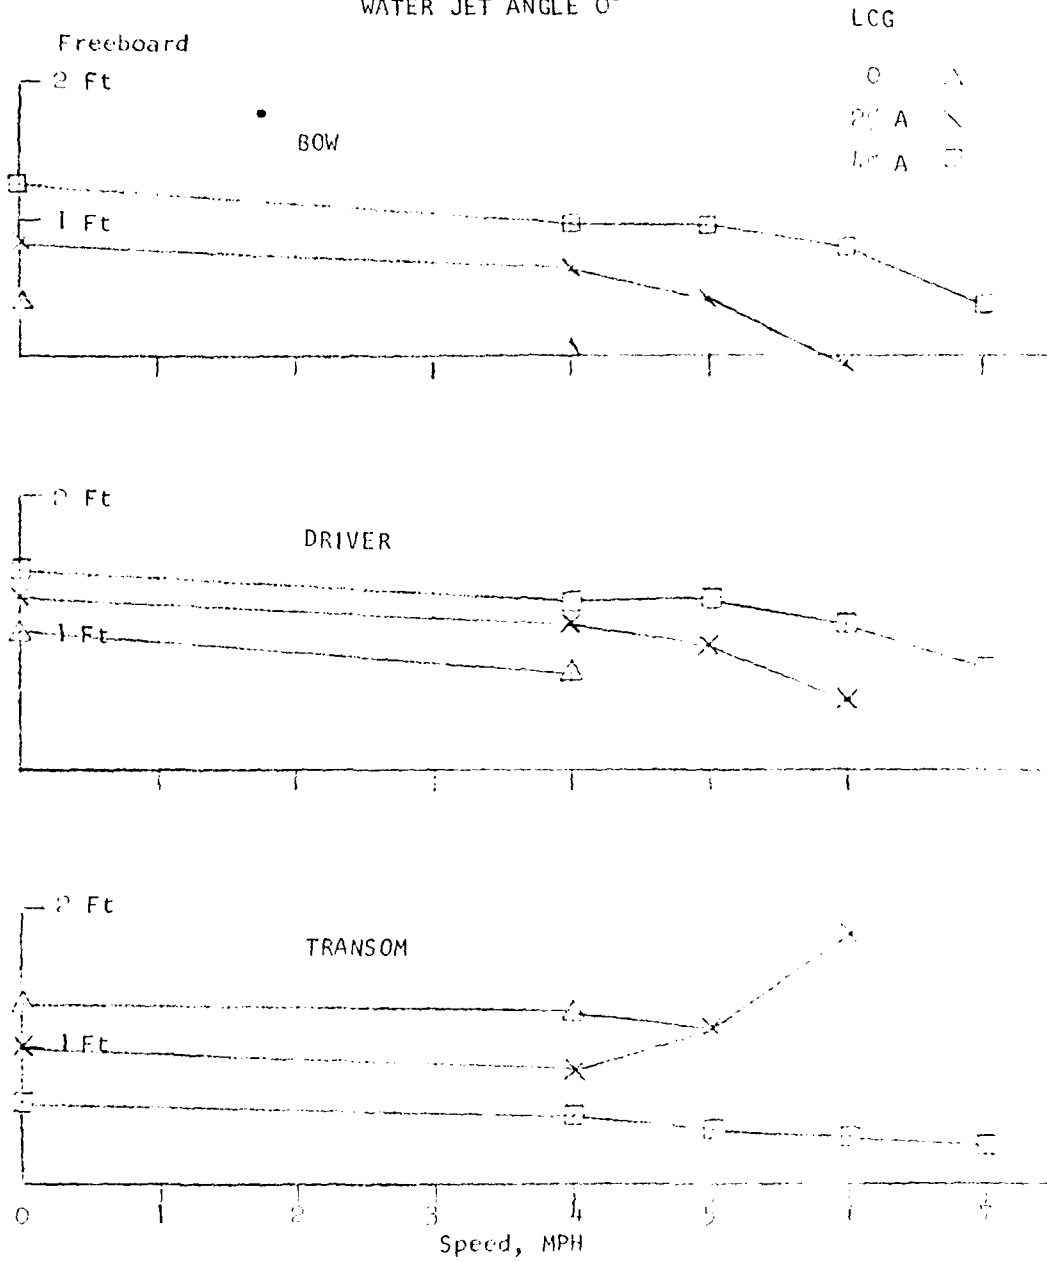 WATER JET ANGLE 0°
LCG
Freeboard
2 Ft
0
A
BOW
A
1 Ft
2 Ft
DRIVER
1 Ft
2 Ft
TRANSOM
1 Ft
0 1 2 3 4 5
Speed, MPH